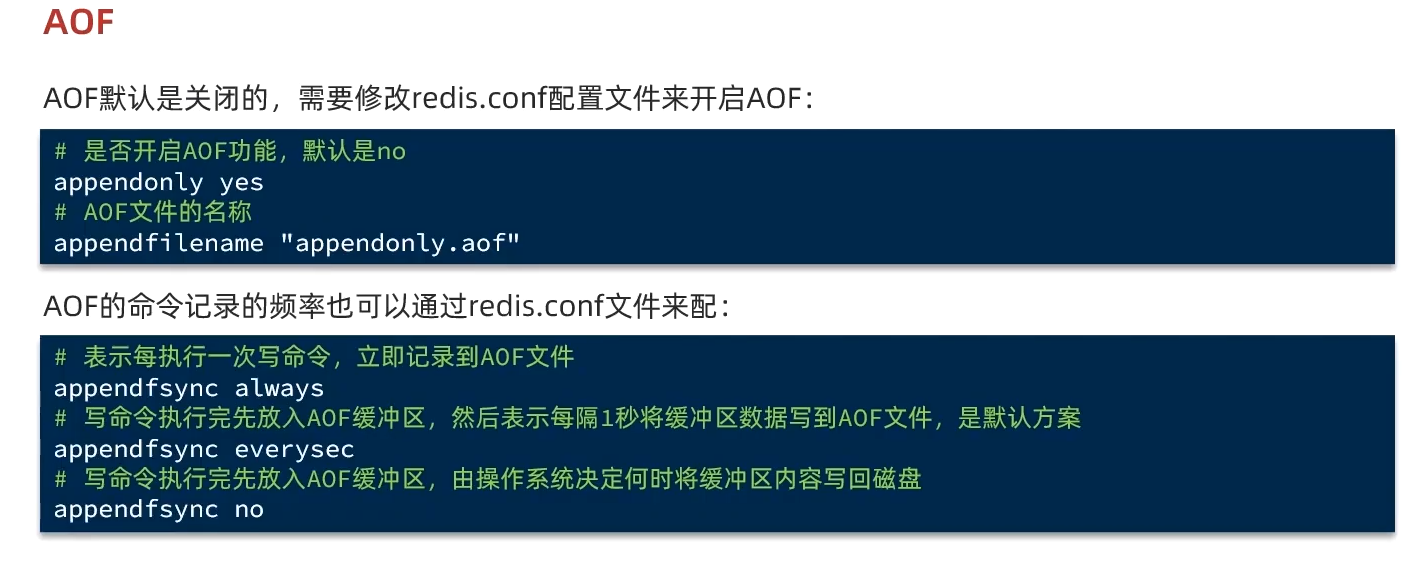 AOF
AOF默认是关闭的，需要修改redis.conf配置文件来开启AOF：
# 是否开启AOF功能，默认是no
appendonly yes
# AOF文件的名称
appendfilename "appendonly.aof"
AOF的命令记录的频率也可以通过redis.conf文件来配：
# 表示每执行一次写命令，立即记录到AOF文件
appendfsync always
# 写命令执行完先放入AOF缓冲区，然后表示每隔1秒将缓冲区数据写到AOF文件，是默认方案
appendfsync everysec
# 写命令执行完先放入AOF缓冲区，由操作系统决定何时将缓冲区内容写回磁盘
appendfsync no